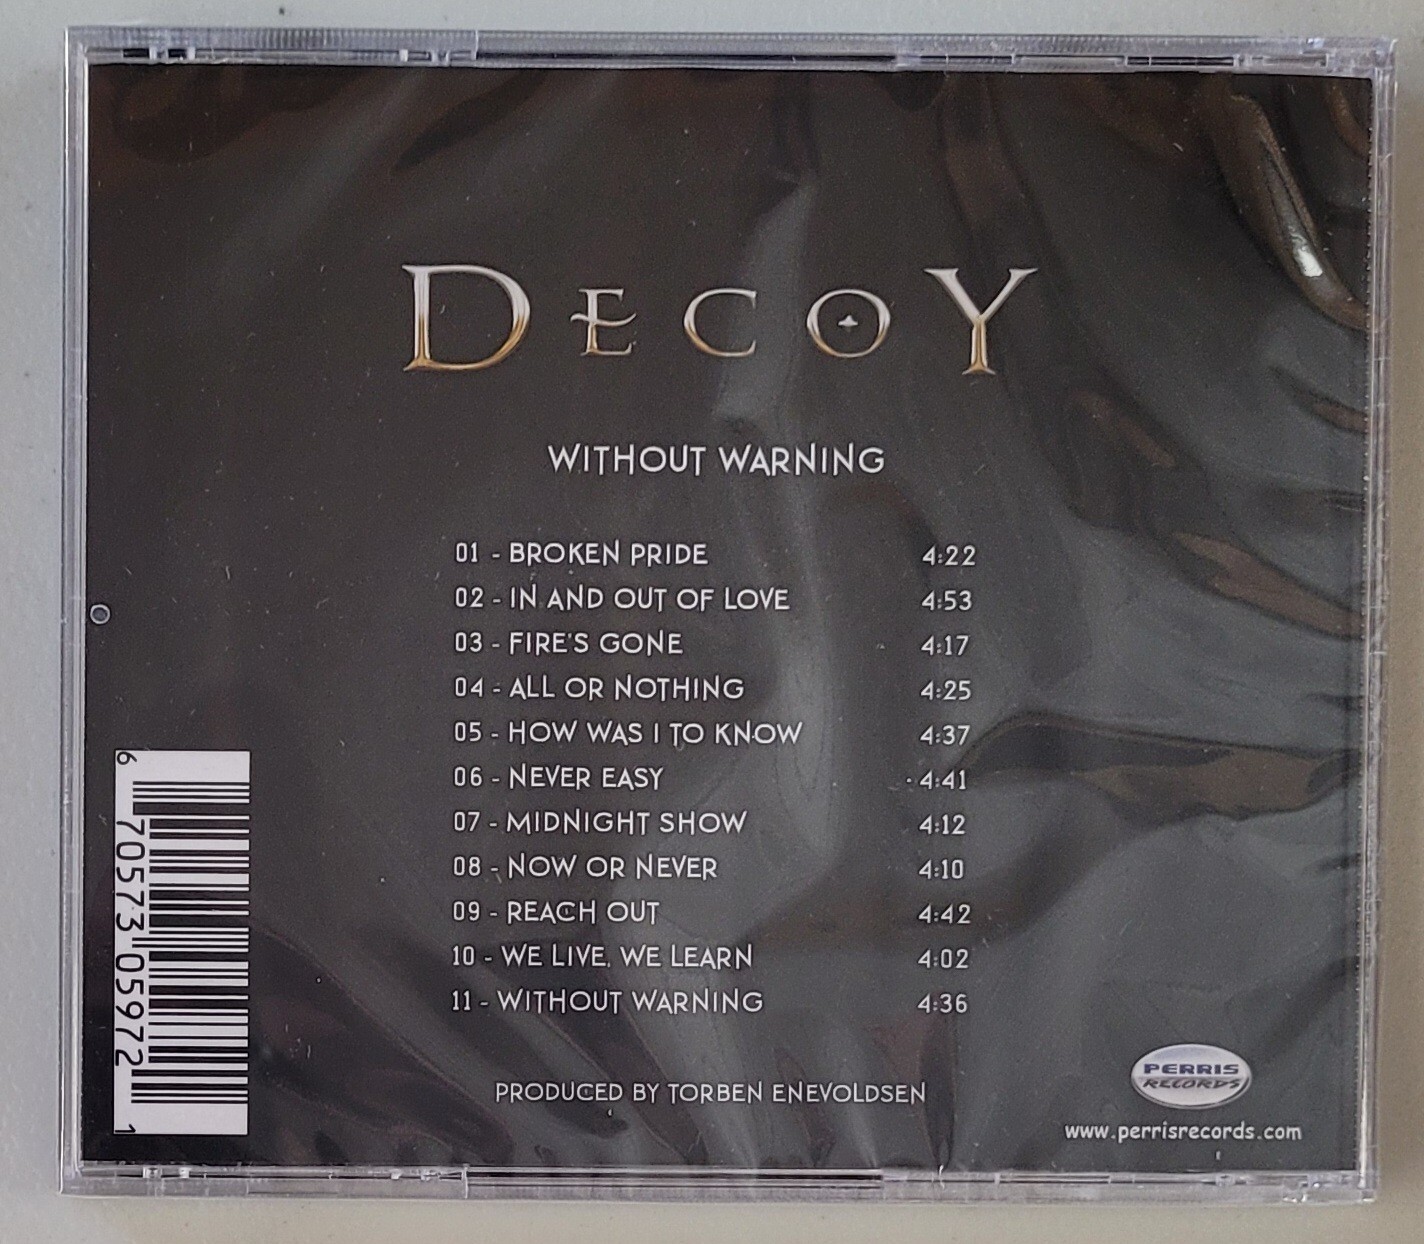 DECOY
WITHOUT WARNING
01 - BROKEN PRIDE 4:22
02 - IN AND OUT OF LOVE 4:53
03 - FIRE'S GONE 4:17
04 - ALL OR NOTHING 4:25
05 - HOW WAS I TO KNOW 4:37
06 - NEVER EASY 4:41
07 - MIDNIGHT SHOW 4:12
08 - NOW OR NEVER 4:10
09 - REACH OUT 4:42
10 - WE LIVE, WE LEARN 4:02
11 - WITHOUT WARNING 4:36
PRODUCED BY TORBEN ENEVOLDSEN
PERRIS
RECORDS
www.perrisrecords.com
6 70573 05972 1